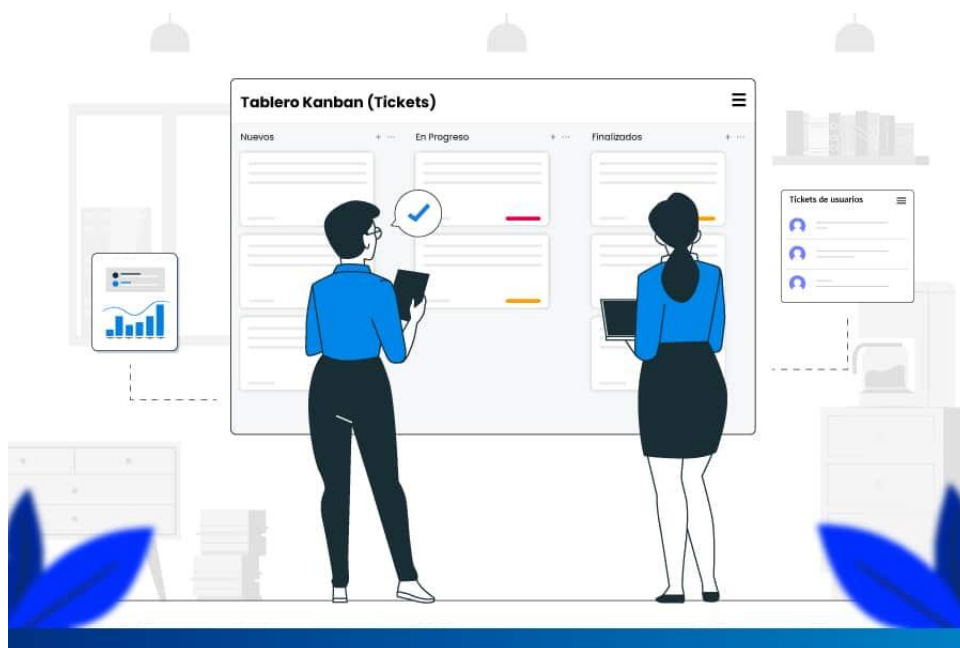 Tablero Kanban (Tickets)
Nuevos
En Progreso
Finalizados
Tickets de usuarios